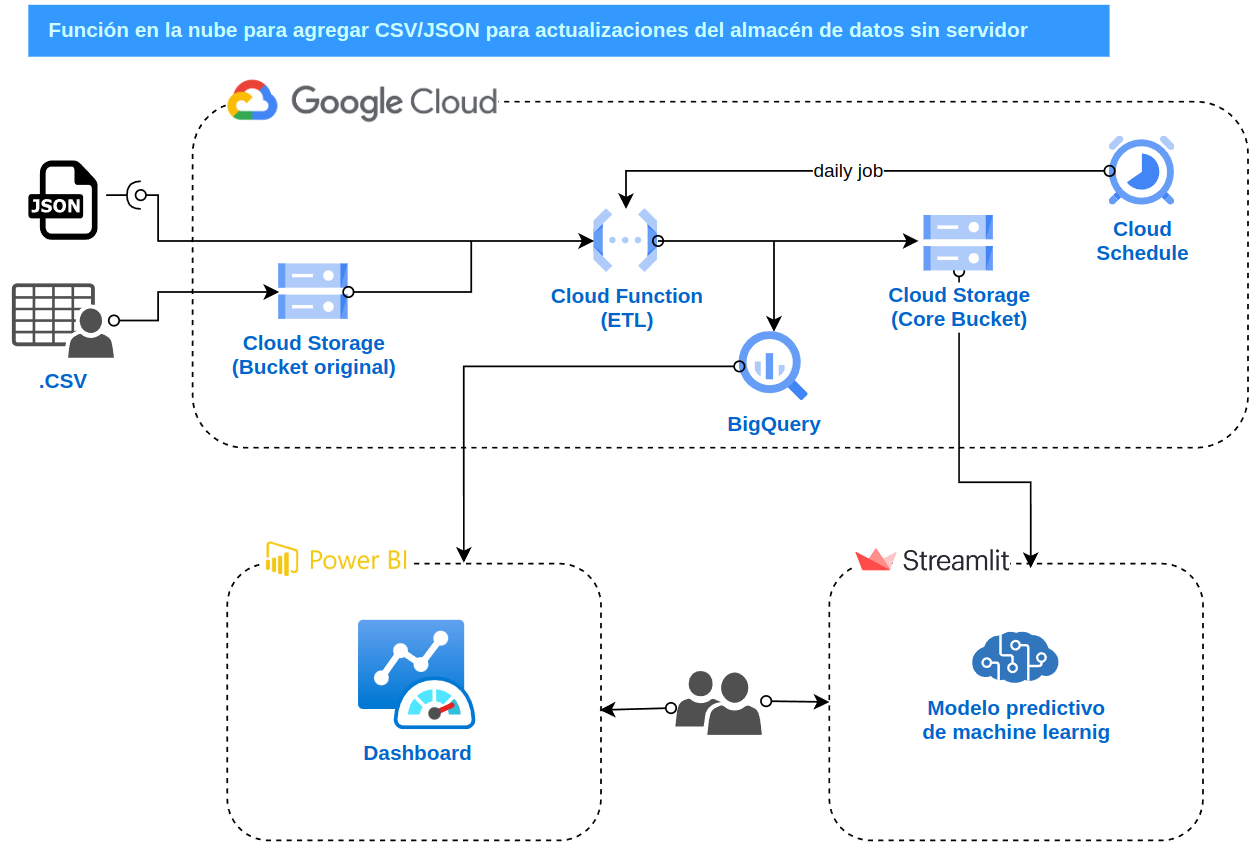 Función en la nube para agregar CSV/JSON para actualizaciones del almacén de datos sin servidor
Google Cloud
JSON
daily job
Cloud
Schedule
Cloud Function
(ETL)
Cloud Storage
(Core Bucket)
Cloud Storage
(Bucket original)
.CSV
BigQuery
Power BI
Streamlit
Dashboard
Modelo predictivo
de machine learnig